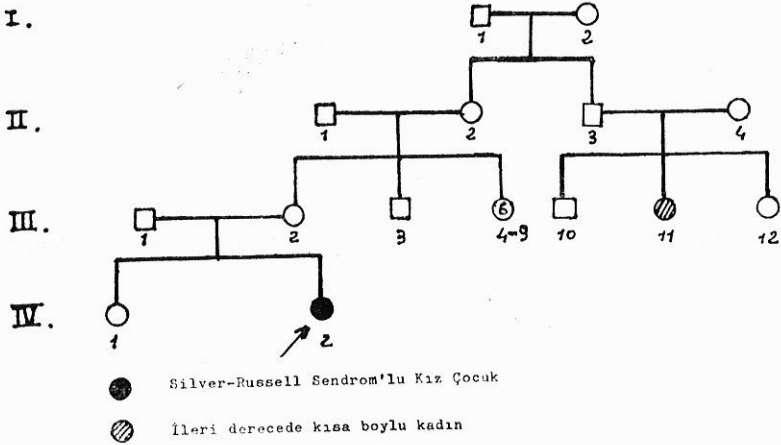 I.
1 2
II.
1 2 3 4
III.
6
1 2 3 4-9 10 11 12
IV.
1 2
Silver-Russell Sendrom'lu Kız Çocuk
İleri derecede kısa boylu kadın